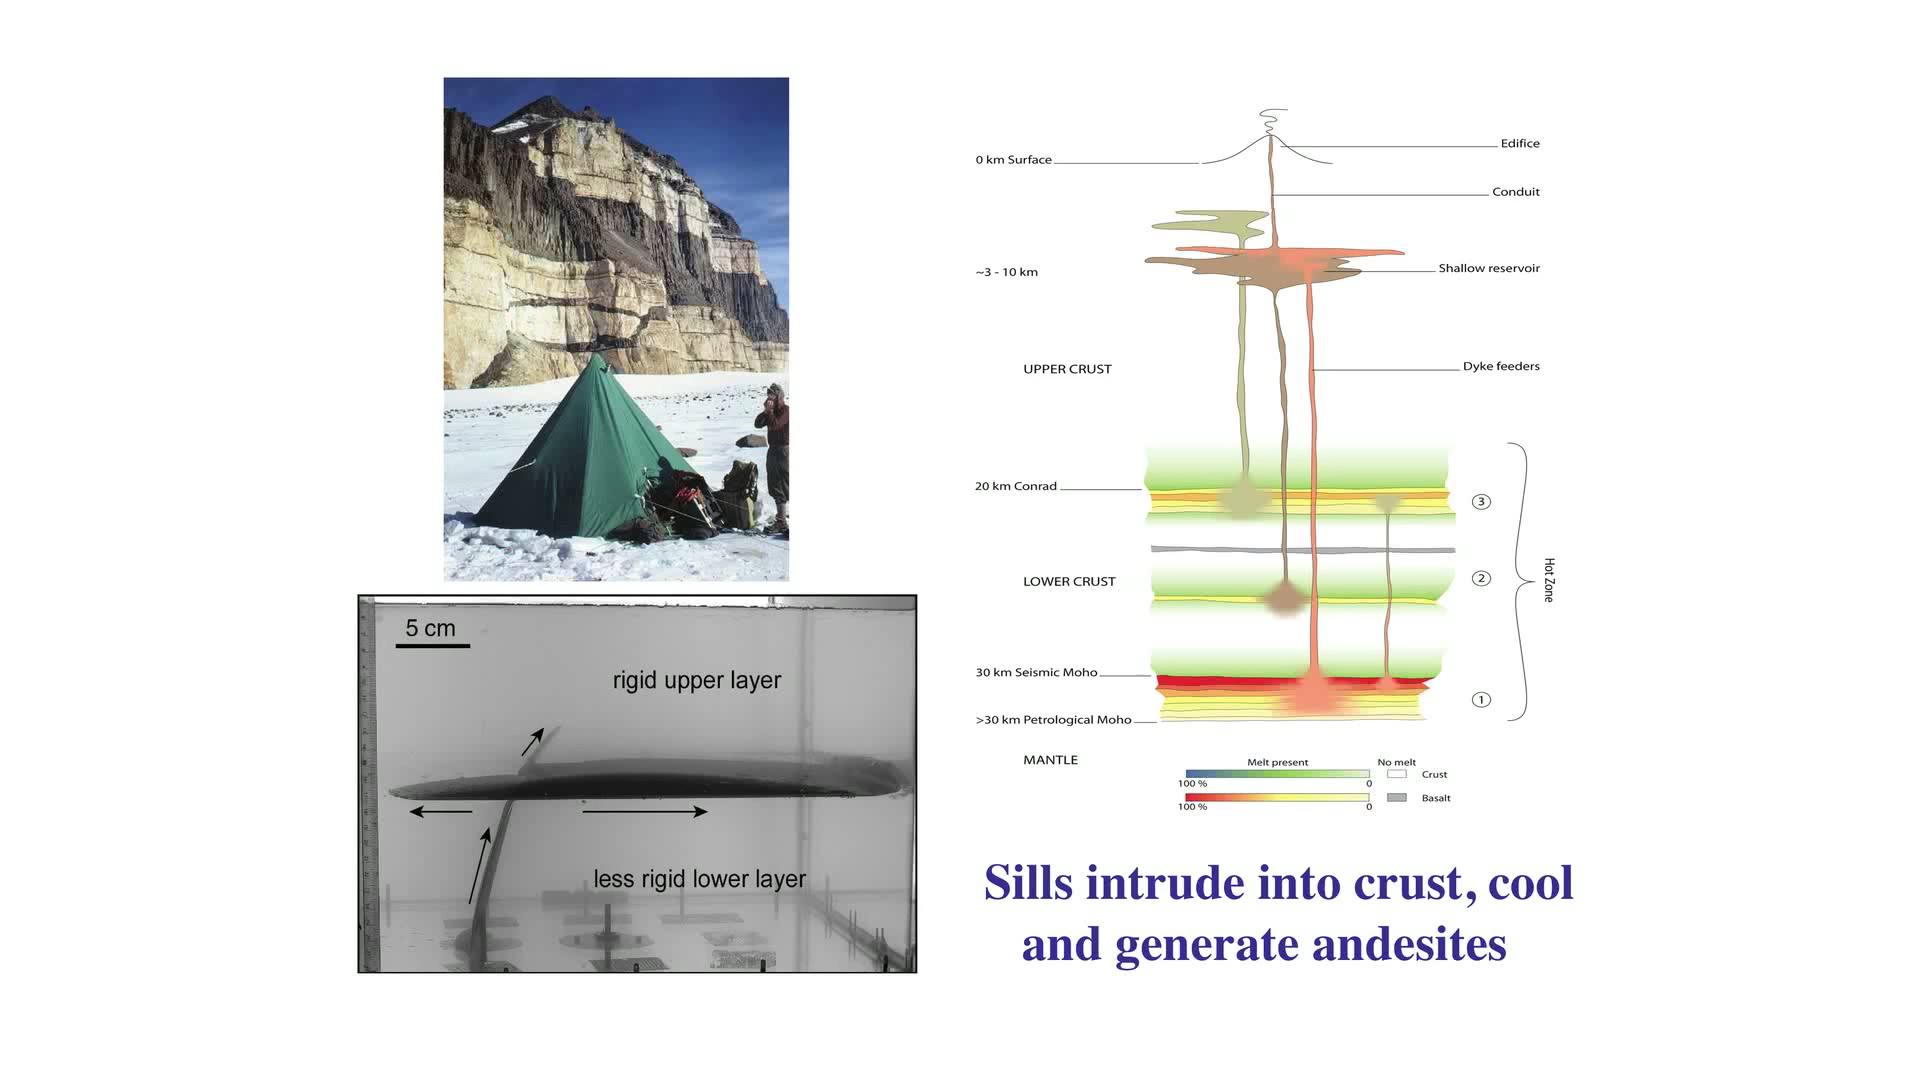 5 cm
rigid upper layer
less rigid lower layer
Edifice
0 km Surface
Conduit
~3 - 10 km
Shallow reservoir
UPPER CRUST
Dyke feeders
20 km Conrad
3
LOWER CRUST
2
Hot Zone
30 km Seismic Moho
1
>30 km Petrological Moho
MANTLE
Melt present
No melt
100 %
0
Crust
100 %
0
Basalt
Sills intrude into crust, cool
and generate andesites